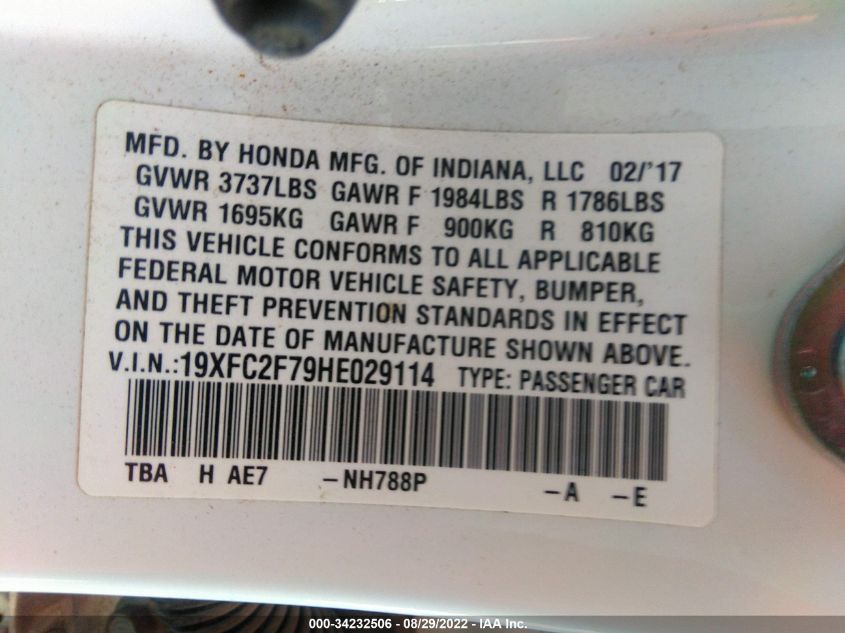 MFD. BY HONDA MFG. OF INDIANA, LLC 02/'17
GVWR 3737LBS GAWR F 1984LBS R 1786LBS
GVWR 1695KG GAWR F 900KG R 810KG
THIS VEHICLE CONFORMS TO ALL APPLICABLE
FEDERAL MOTOR VEHICLE SAFETY, BUMPER,
AND THEFT PREVENTION STANDARDS IN EFFECT
ON THE DATE OF MANUFACTURE SHOWN ABOVE.
V.I.N.:19XFC2F79HE029114 TYPE: PASSENGER CAR
TBA H AE7 -NH788P -A -E
000-34232506 - 08/29/2022 - IAA Inc.